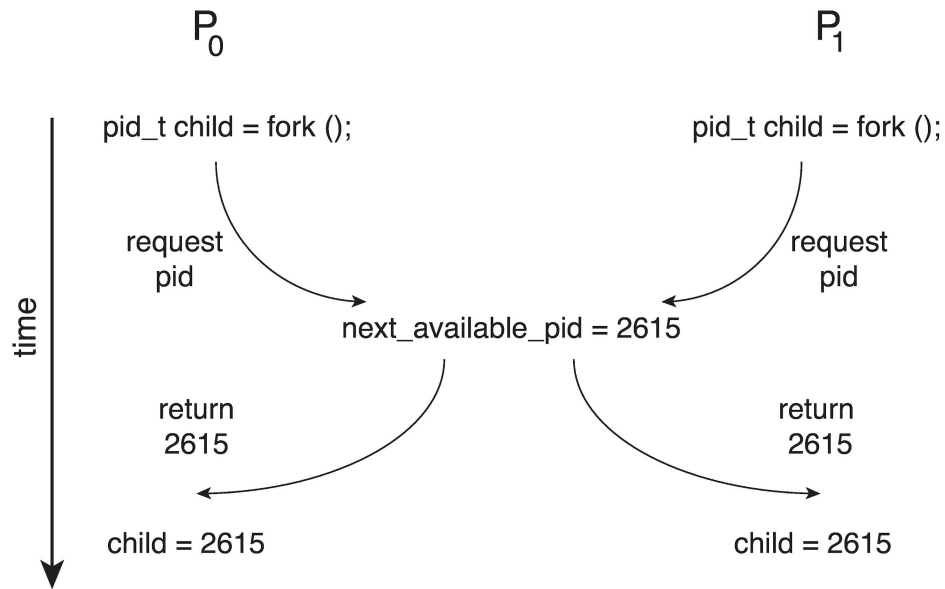 P0
P1
pid_t child = fork ();
pid_t child = fork ();
request
pid
request
pid
time
next_available_pid = 2615
return
2615
return
2615
child = 2615
child = 2615